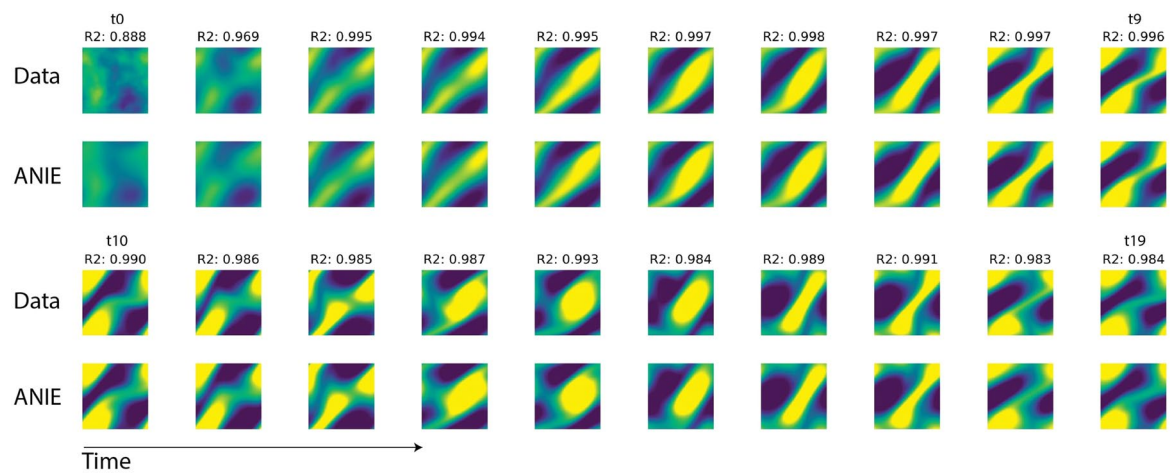 t0 t9
R2: 0.888 R2: 0.969 R2: 0.995 R2: 0.994 R2: 0.995 R2: 0.997 R2: 0.998 R2: 0.997 R2: 0.997 R2: 0.996
Data
ANIE
t10 t19
R2: 0.990 R2: 0.986 R2: 0.985 R2: 0.987 R2: 0.993 R2: 0.984 R2: 0.989 R2: 0.991 R2: 0.983 R2: 0.984
Data
ANIE
Time